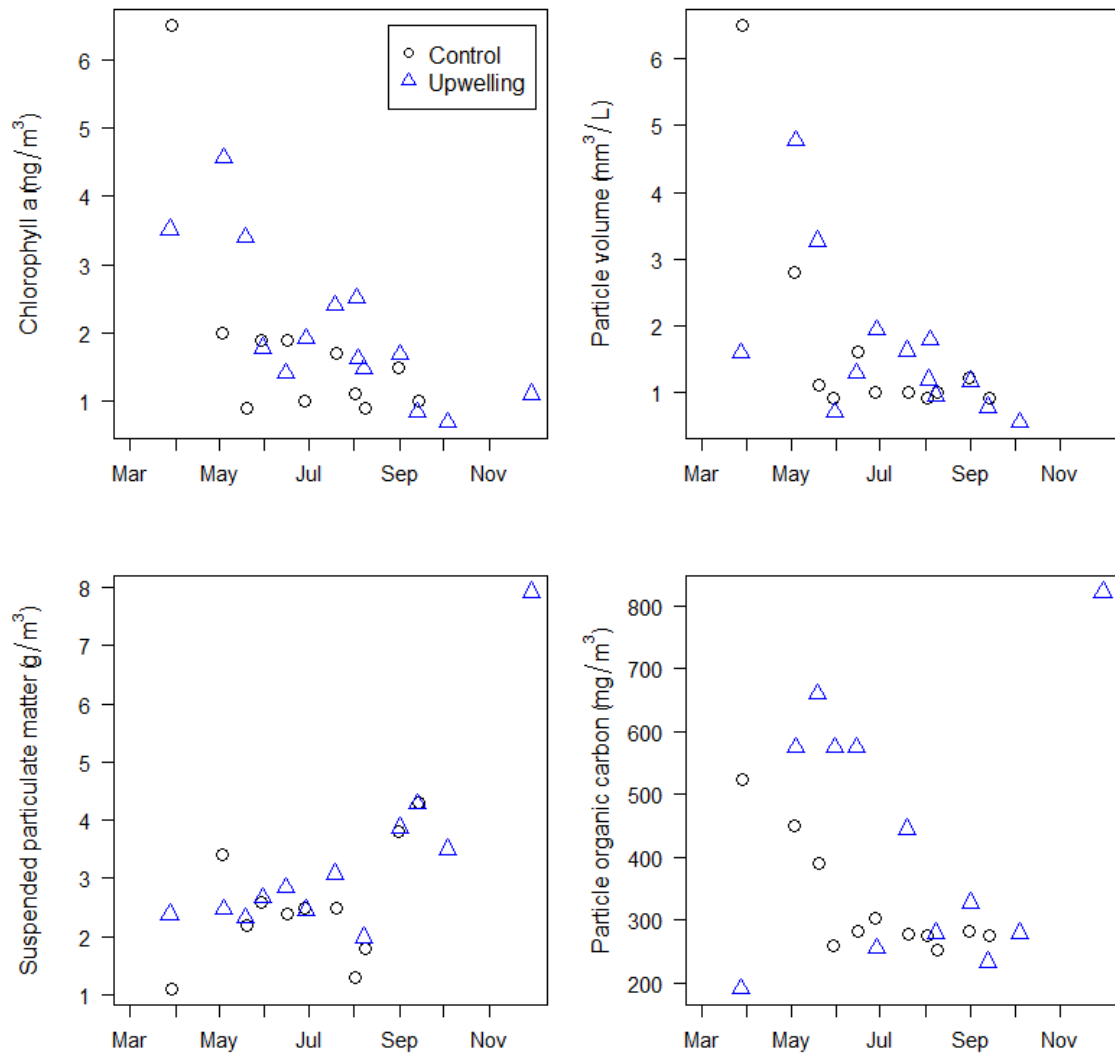 Control
Upwelling
Chlorophyll a (mg/m³)
6
5
4
3
2
1
Mar May Jul Sep Nov
Particle volume (mm³/L)
6
5
4
3
2
1
Mar May Jul Sep Nov
Suspended particulate matter (g/m³)
8
7
6
5
4
3
2
1
Mar May Jul Sep Nov
Particle organic carbon (mg/m³)
800
700
600
500
400
300
200
Mar May Jul Sep Nov